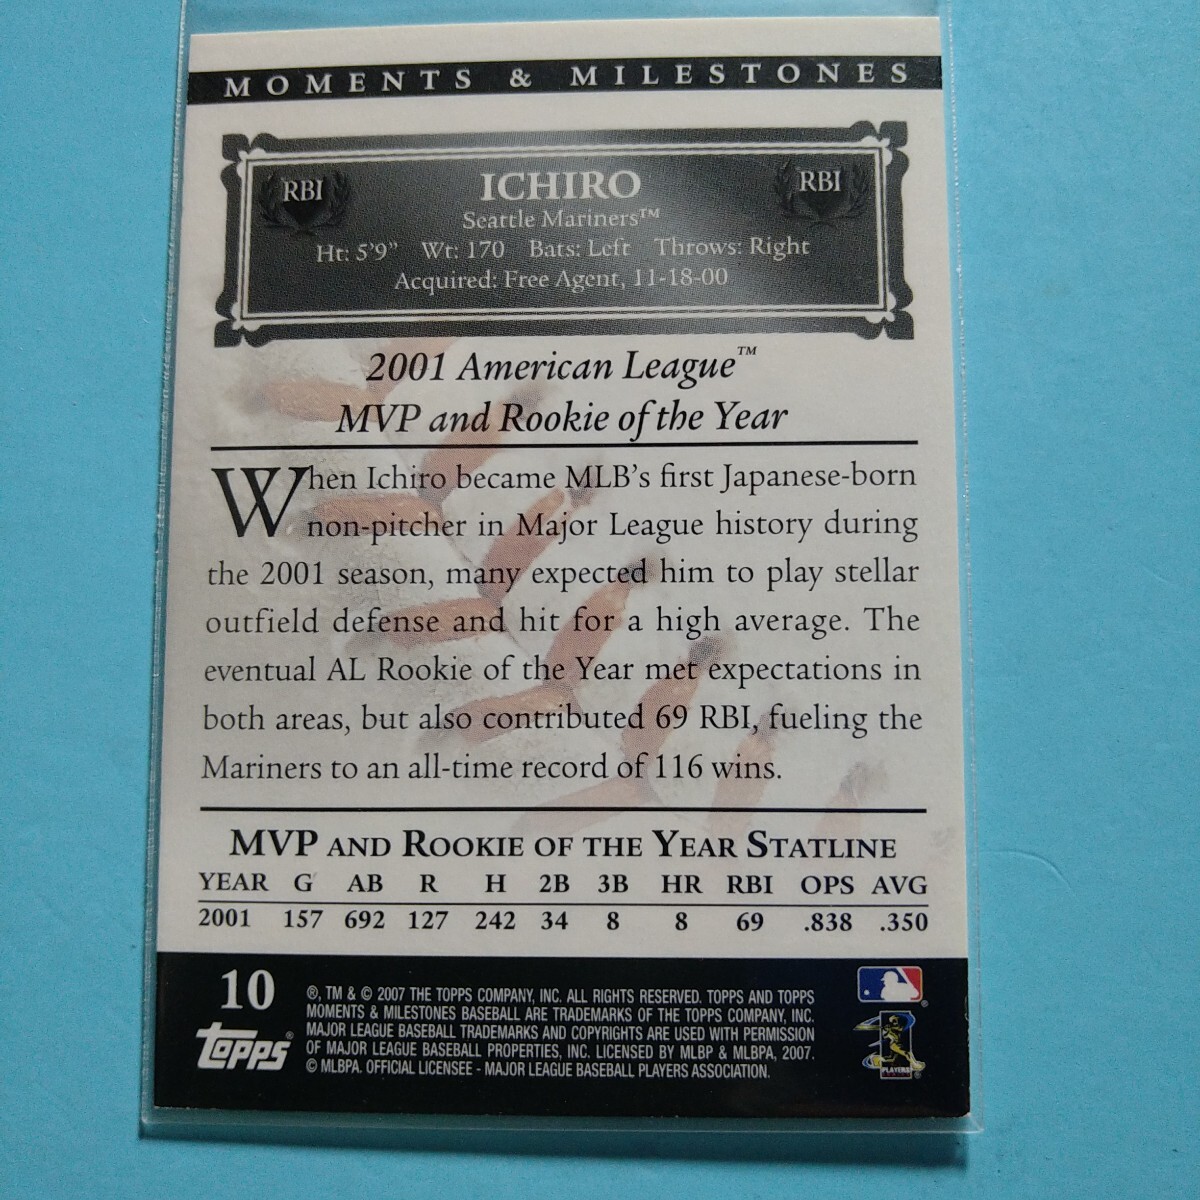 MOMENTS & MILESTONES
RBI ICHIRO RBI
Seattle Mariners™
Ht: 5'9” Wt: 170 Bats: Left Throws: Right
Acquired: Free Agent, 11-18-00
2001 American League™
MVP and Rookie of the Year
When Ichiro became MLB’s first Japanese-born
non-pitcher in Major League history during
the 2001 season, many expected him to play stellar
outfield defense and hit for a high average. The
eventual AL Rookie of the Year met expectations in
both areas, but also contributed 69 RBI, fueling the
Mariners to an all-time record of 116 wins.
MVP AND ROOKIE OF THE YEAR STATLINE
YEAR G AB R H 2B 3B HR RBI OPS AVG
2001 157 692 127 242 34 8 8 69 .838 .350
10
®, TM & © 2007 THE TOPPS COMPANY, INC. ALL RIGHTS RESERVED. TOPPS AND TOPPS
MOMENTS & MILESTONES BASEBALL ARE TRADEMARKS OF THE TOPPS COMPANY, INC.
MAJOR LEAGUE BASEBALL TRADEMARKS AND COPYRIGHTS ARE USED WITH PERMISSION
OF MAJOR LEAGUE BASEBALL PROPERTIES, INC. LICENSED BY MLBP & MLBPA, 2007.
© MLBPA. OFFICIAL LICENSEE - MAJOR LEAGUE BASEBALL PLAYERS ASSOCIATION.
Topps®
®
PLAYERS
®